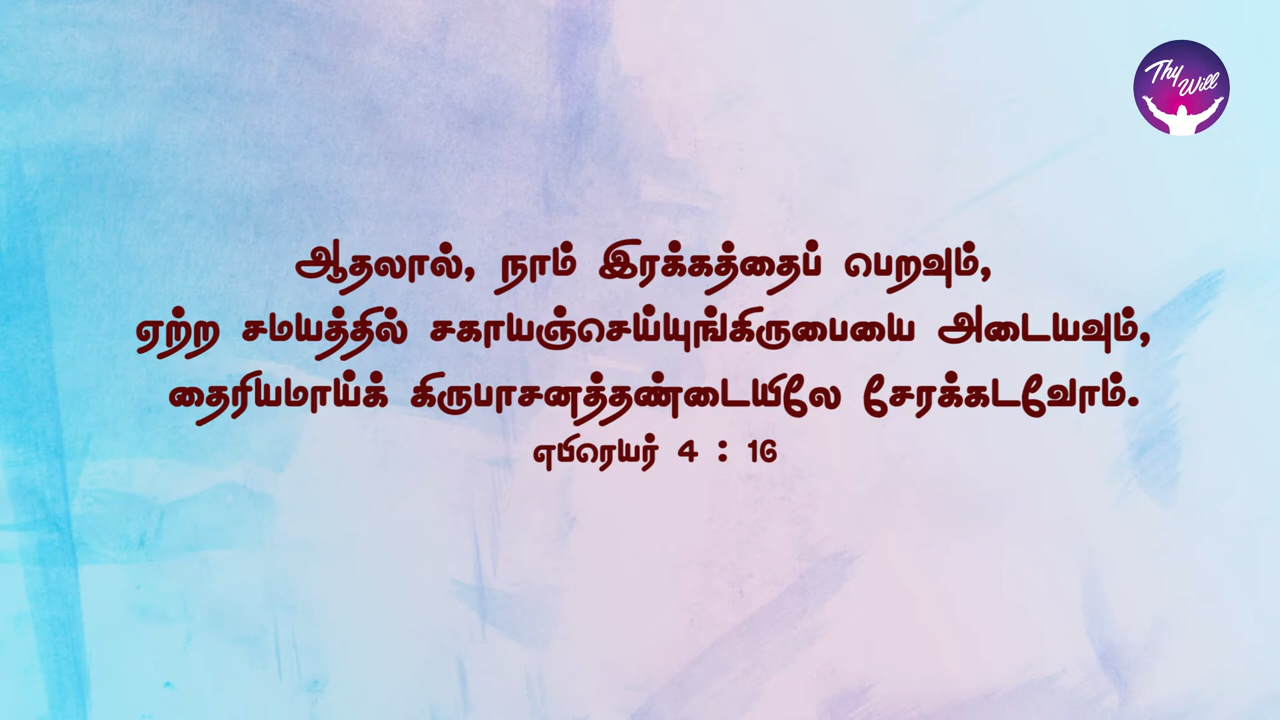 Thy
Will
ஆதலால், நாம் இரக்கத்தைப் பெறவும்,
ஏற்ற சமயத்தில் சகாயஞ்செய்யுங்கிருபையை அடையவும்,
தைரியமாய்க் கிருபாசனத்தண்டையிலே சேரக்கடவோம்.
எபிரெயர் 4 : 16